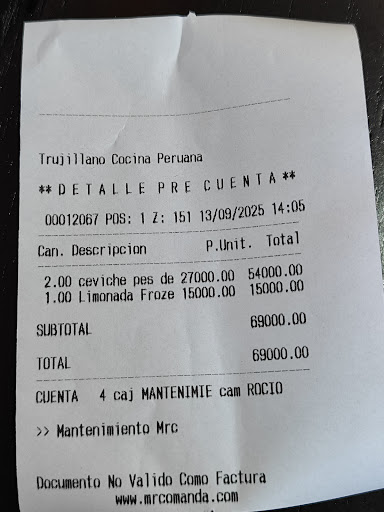 Trujillano Cocina Peruana
** D E T A L L E  P R E  C U E N T A **
00012067 POS: 1 Z: 151 13/09/2025 14:05
Can. Descripcion P.Unit. Total
2.00 ceviche pes de 27000.00 54000.00
1.00 Limonada Froze 15000.00 15000.00
SUBTOTAL 69000.00
TOTAL 69000.00
CUENTA 4 caj MANTENIMIE cam ROCIO
>> Mantenimiento Mrc
Documento No Valido Como Factura
www.mrcomanda.com